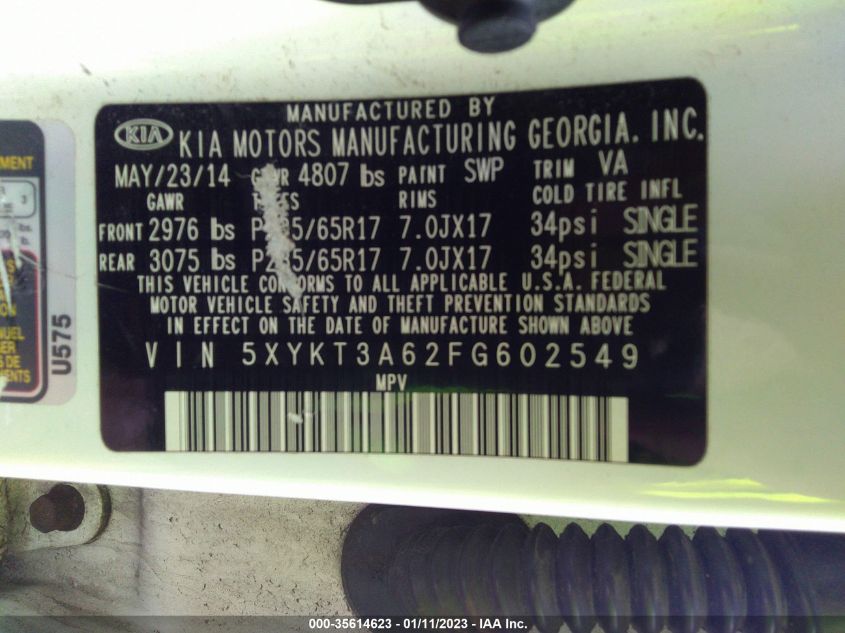 MANUFACTURED BY
KIA KIA MOTORS MANUFACTURING GEORGIA. INC.
MAY/23/14 4807 lbs PAINT SWP TRIM VA
GAWR RIMS COLD TIRE INFL
FRONT 2976 lbs 7.0JX17 34psi SINGLE
REAR 3075 lbs 7.0JX17 34psi SINGLE
THIS VEHICLE CONFORMS TO ALL APPLICABLE U.S.A. FEDERAL
MOTOR VEHICLE SAFETY AND THEFT PREVENTION STANDARDS
IN EFFECT ON THE DATE OF MANUFACTURE SHOWN ABOVE
VIN 5XYKT3A62FG602549
MPV
U575
000-35614623 - 01/11/2023 - IAA Inc.